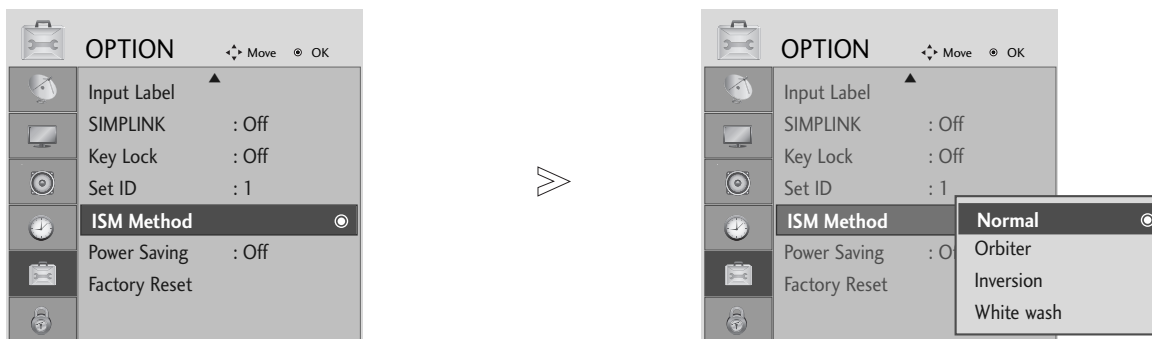 OPTION
Move
OK
Input Label
SIMPLINK : Off
Key Lock : Off
Set ID : 1
ISM Method
Power Saving : Off
Factory Reset
OPTION
Move
OK
Input Label
SIMPLINK : Off
Key Lock : Off
Set ID : 1
ISM Method
Power Saving
Factory Reset
Normal
Orbiter
Inversion
White wash